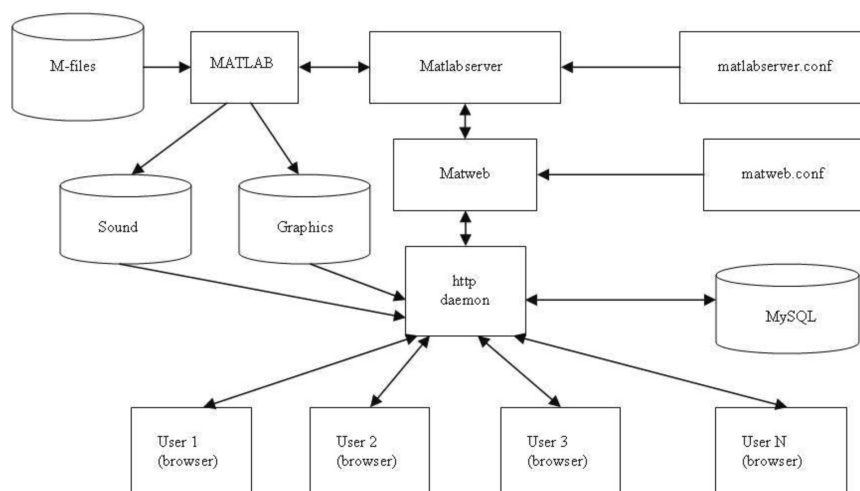 M-files
MATLAB
Matlabserver
matlabserver.conf
Matweb
matweb.conf
Sound
Graphics
http
daemon
MySQL
User 1
(browser)
User 2
(browser)
User 3
(browser)
User N
(browser)